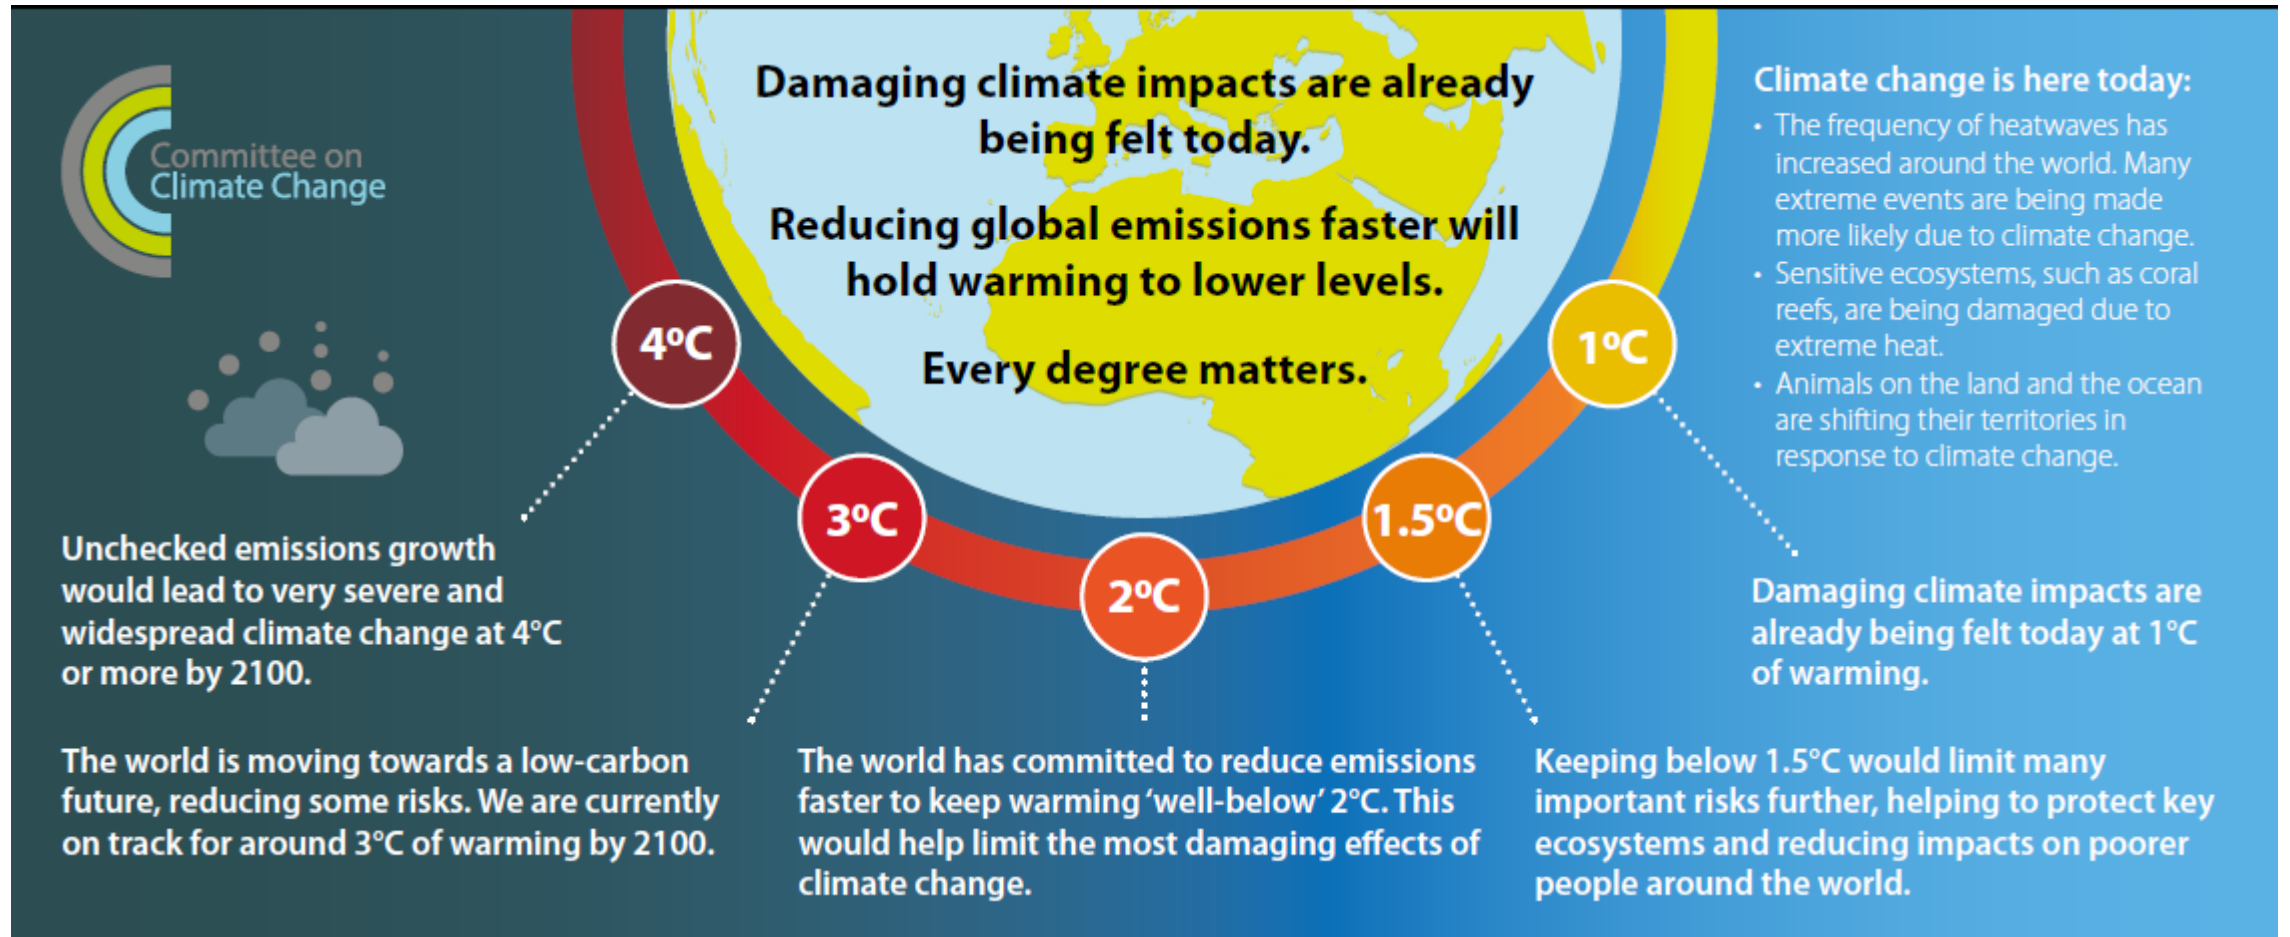 Committee on
Climate Change
Damaging climate impacts are already
being felt today.
Reducing global emissions faster will
hold warming to lower levels.
Every degree matters.
Climate change is here today:
• The frequency of heatwaves has
increased around the world. Many
extreme events are being made
more likely due to climate change.
• Sensitive ecosystems, such as coral
reefs, are being damaged due to
extreme heat.
• Animals on the land and the ocean
are shifting their territories in
response to climate change.
4ºC
3ºC
2ºC
1.5ºC
1ºC
Unchecked emissions growth
would lead to very severe and
widespread climate change at 4°C
or more by 2100.
The world is moving towards a low-carbon
future, reducing some risks. We are currently
on track for around 3°C of warming by 2100.
The world has committed to reduce emissions
faster to keep warming ‘well-below’ 2°C. This
would help limit the most damaging effects of
climate change.
Keeping below 1.5°C would limit many
important risks further, helping to protect key
ecosystems and reducing impacts on poorer
people around the world.
Damaging climate impacts are
already being felt today at 1°C
of warming.